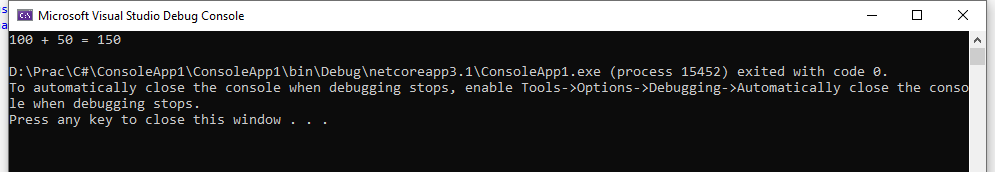 Microsoft Visual Studio Debug Console
100 + 50 = 150
D:\Prac\C#\ConsoleApp1\ConsoleApp1\bin\Debug\netcoreapp3.1\ConsoleApp1.exe (process 15452) exited with code 0.
To automatically close the console when debugging stops, enable Tools->Options->Debugging->Automatically close the conso
le when debugging stops.
Press any key to close this window . . .